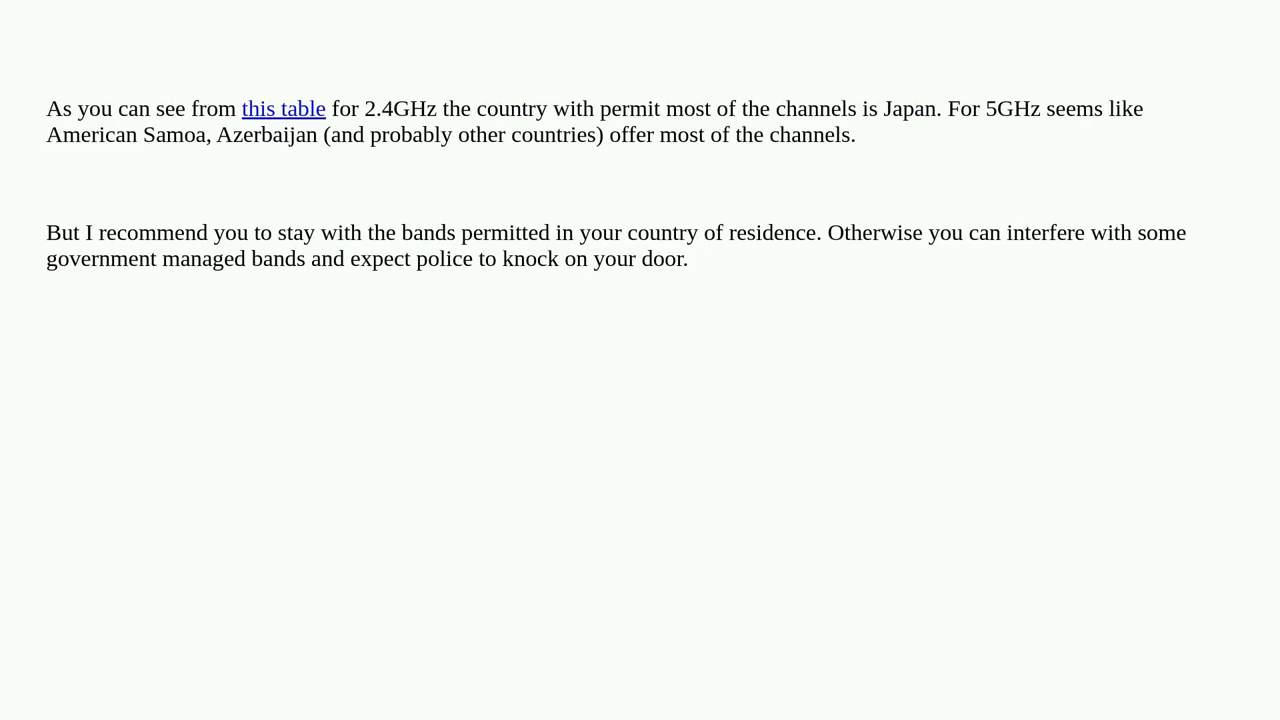 As you can see from this table for 2.4GHz the country with permit most of the channels is Japan. For 5GHz seems like
American Samoa, Azerbaijan (and probably other countries) offer most of the channels.
But I recommend you to stay with the bands permitted in your country of residence. Otherwise you can interfere with some
government managed bands and expect police to knock on your door.